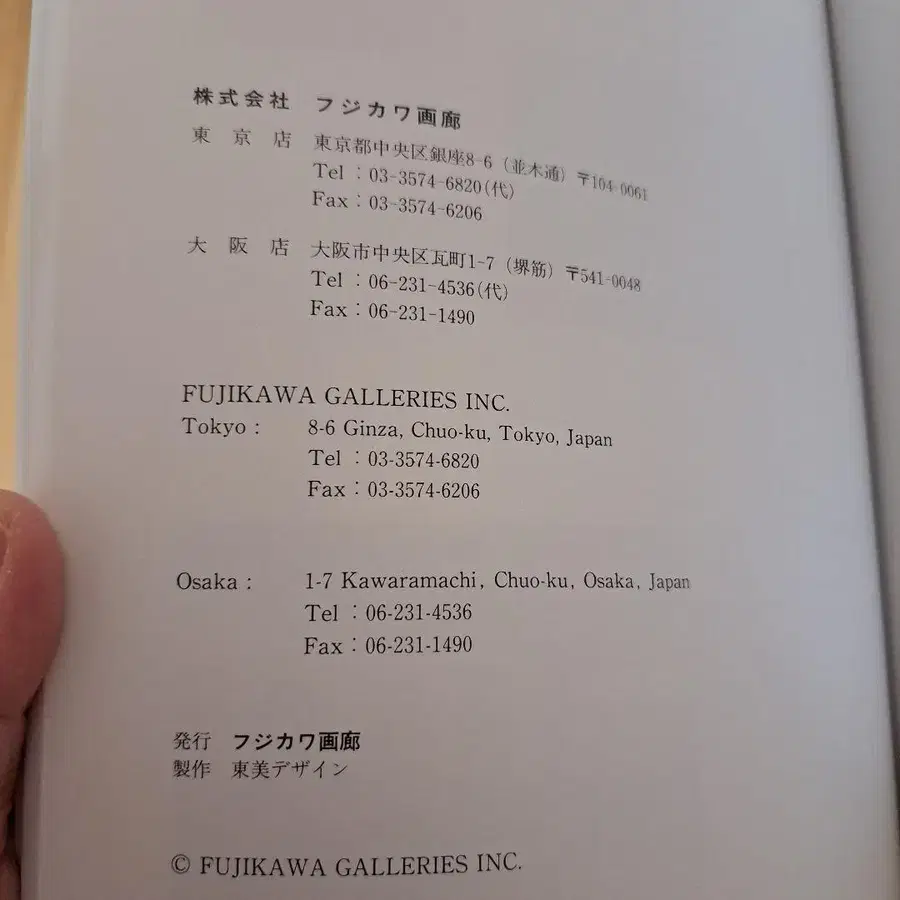 株式会社 フジカワ画廊
東京店 東京都中央区銀座8-6（並木通）〒104-0061
Tel：03-3574-6820(代)
Fax：03-3574-6206
大阪店 大阪市中央区瓦町1-7（堺筋）〒541-0048
Tel：06-231-4536(代)
Fax：06-231-1490
FUJIKAWA GALLERIES INC.
Tokyo : 8-6 Ginza, Chuo-ku, Tokyo, Japan
Tel：03-3574-6820
Fax：03-3574-6206
Osaka : 1-7 Kawaramachi, Chuo-ku, Osaka, Japan
Tel：06-231-4536
Fax：06-231-1490
発行 フジカワ画廊
製作 東美デザイン
© FUJIKAWA GALLERIES INC.